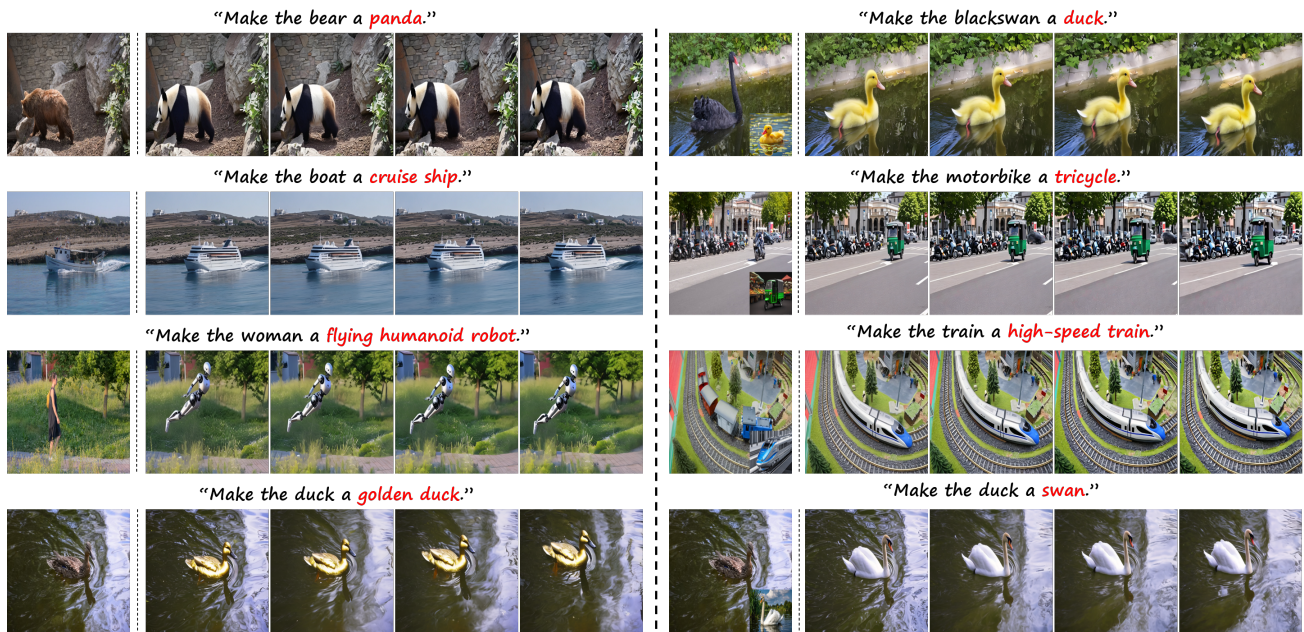 “Make the bear a panda.”
“Make the blackswan a duck.”
“Make the boat a cruise ship.”
“Make the motorbike a tricycle.”
“Make the woman a flying humanoid robot.”
“Make the train a high-speed train.”
“Make the duck a golden duck.”
“Make the duck a swan.”